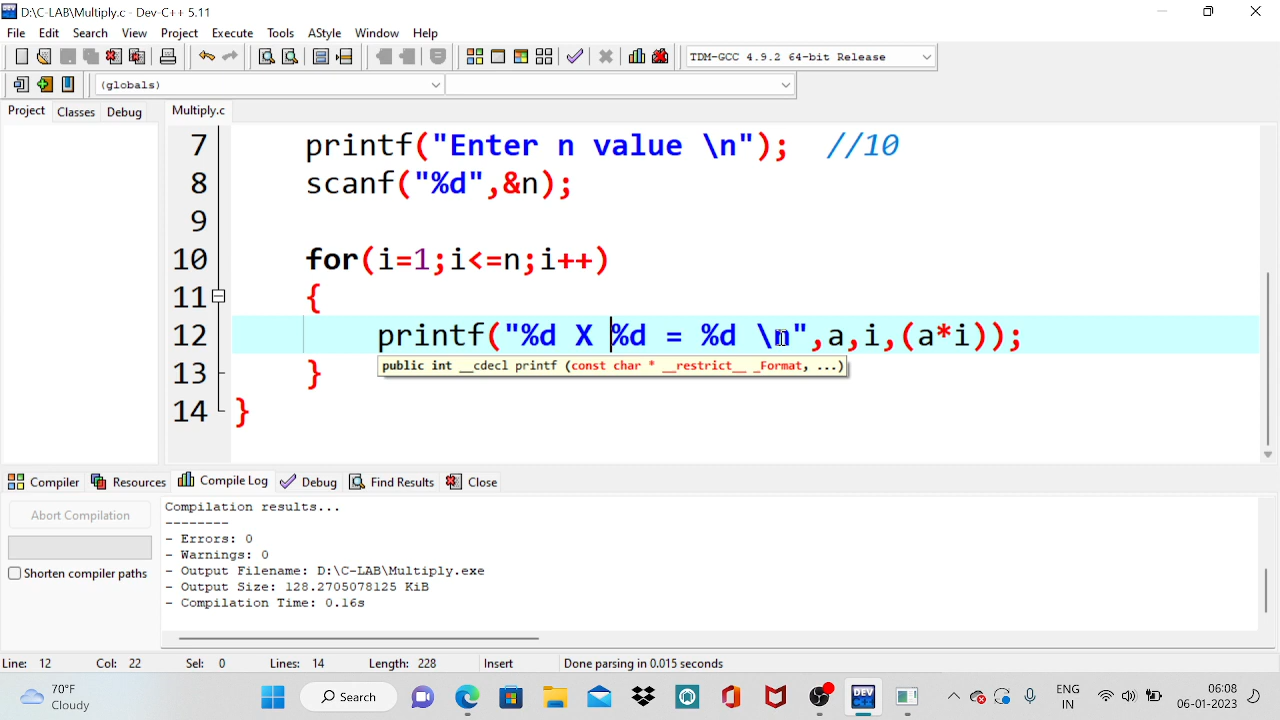 D:\C-LAB\Multiply.c - Dev-C++ 5.11
File Edit Search View Project Execute Tools AStyle Window Help
TDM-GCC 4.9.2 64-bit Release
(globals)
Project Classes Debug Multiply.c
7 printf("Enter n value \n"); //10
8 scanf("%d",&n);
9
10 for(i=1;i<=n;i++)
11 {
12 printf("%d X %d = %d \n",a,i,(a*i));
public int __cdecl printf (const char * __restrict__ _Format, ...)
13 }
14 }
Compiler Resources Compile Log Debug Find Results Close
Abort Compilation
Shorten compiler paths
Compilation results...
--------
- Errors: 0
- Warnings: 0
- Output Filename: D:\C-LAB\Multiply.exe
- Output Size: 128.2705078125 KiB
- Compilation Time: 0.16s
Line: 12 Col: 22 Sel: 0 Lines: 14 Length: 228 Insert Done parsing in 0.015 seconds
70°F
Cloudy
Search
DEV
ENG
IN
06:08
06-01-2023